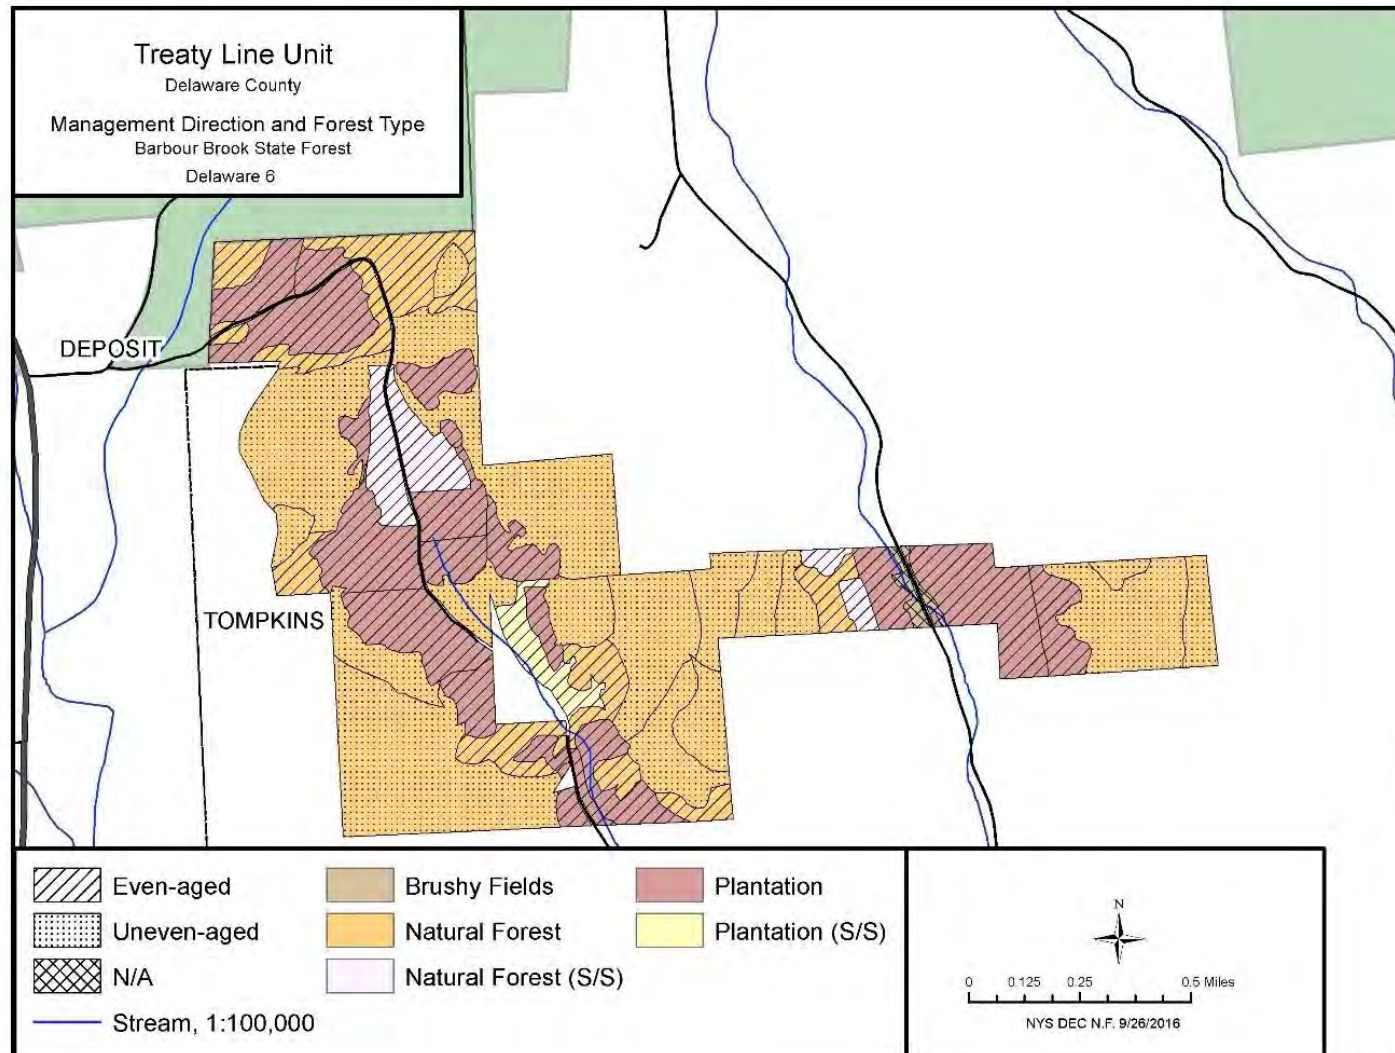 Treaty Line Unit
Delaware County
Management Direction and Forest Type
Barbour Brook State Forest
Delaware 6
DEPOSIT
TOMPKINS
Even-aged
Uneven-aged
N/A
Stream, 1:100,000
Brushy Fields
Natural Forest
Natural Forest (S/S)
Plantation
Plantation (S/S)
N
0 0.125 0.25 0.5 Miles
NYS DEC N.F. 9/26/2016